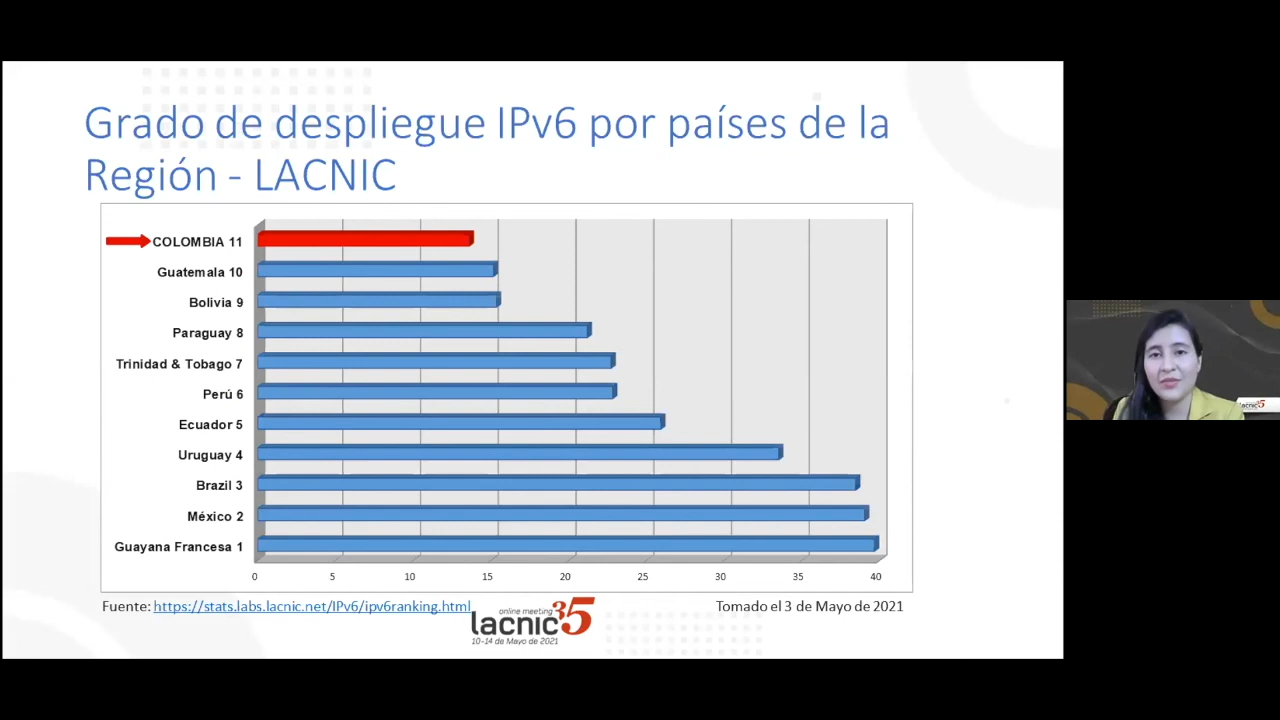 Grado de despliegue IPv6 por países de la
Región - LACNIC
COLOMBIA 11
Guatemala 10
Bolivia 9
Paraguay 8
Trinidad & Tobago 7
Perú 6
Ecuador 5
Uruguay 4
Brazil 3
México 2
Guayana Francesa 1
0 5 10 15 20 25 30 35 40
Fuente: https://stats.labs.lacnic.net/IPv6/ipv6ranking.html
Tomado el 3 de Mayo de 2021
online meeting
lacnic35
10-14 de Mayo de 2021
lacnic35